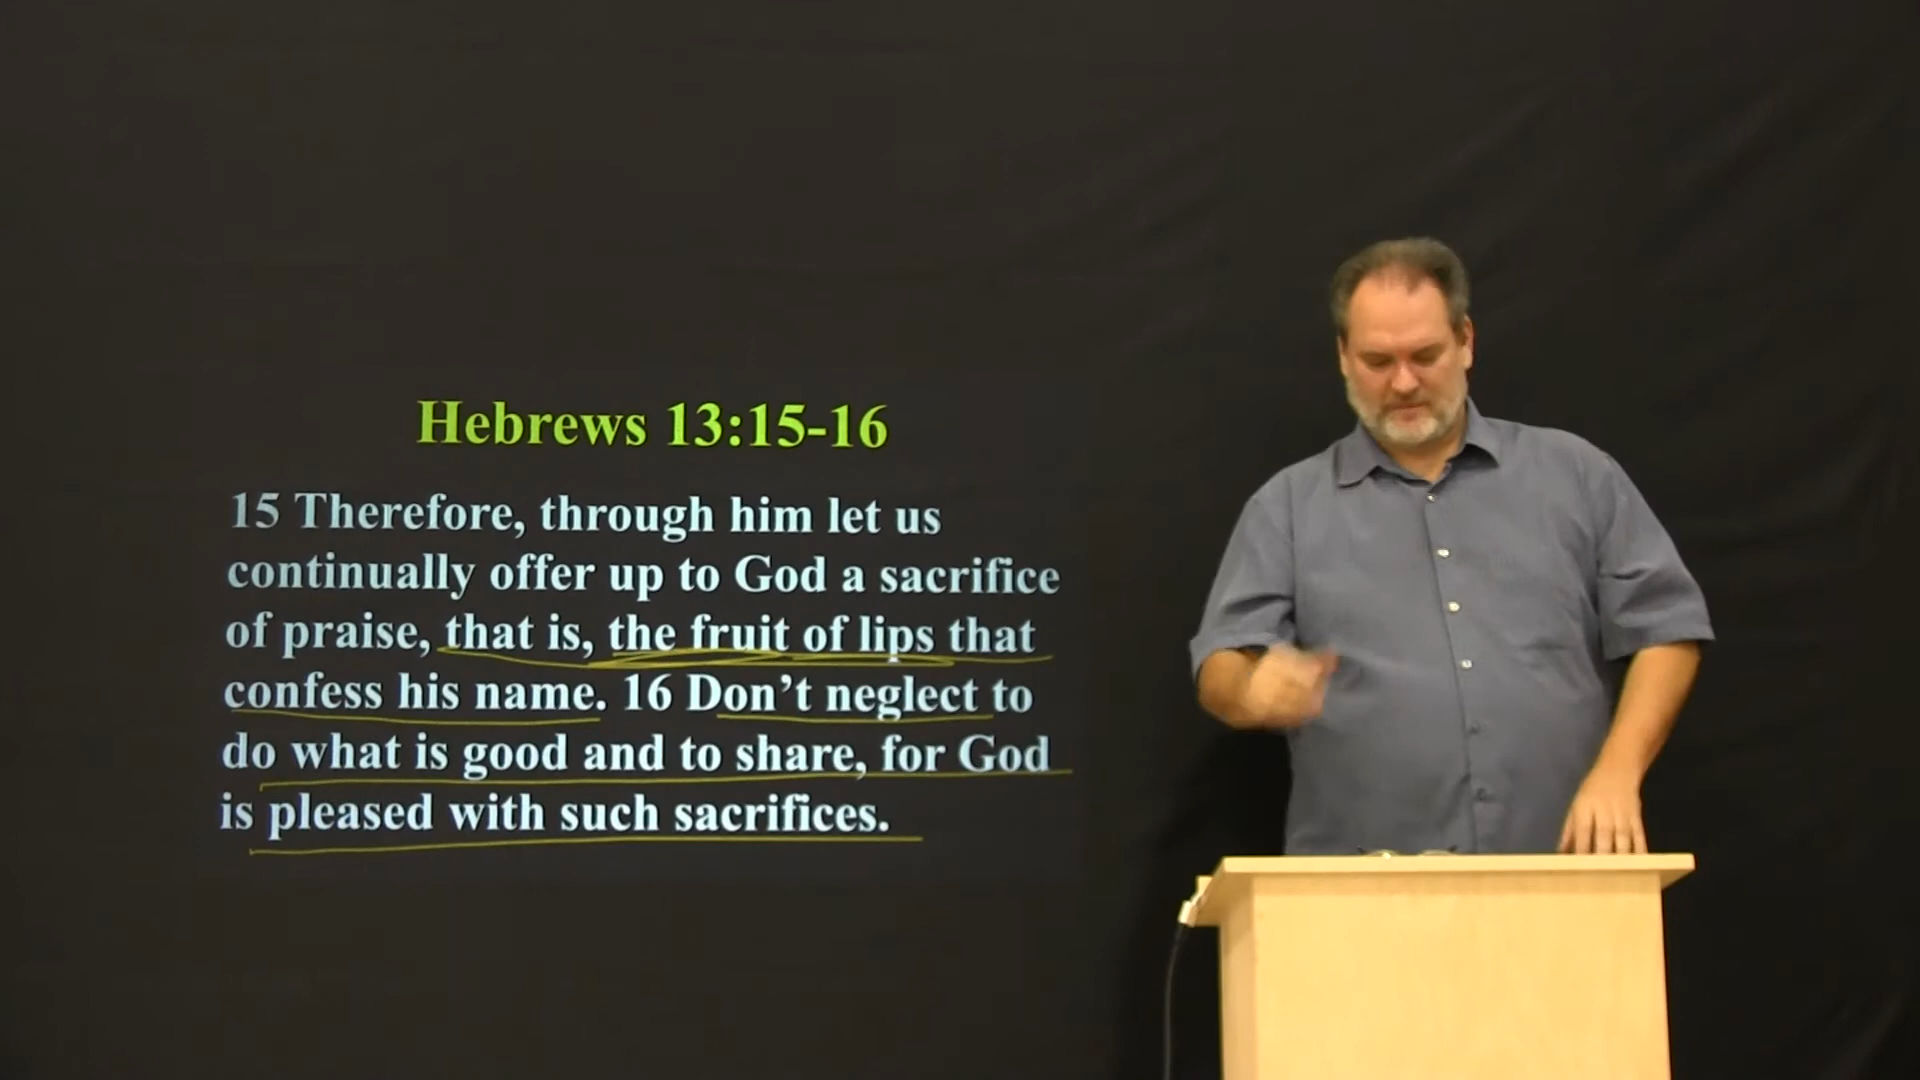 Hebrews 13:15-16
15 Therefore, through him let us
continually offer up to God a sacrifice
of praise, that is, the fruit of lips that
confess his name. 16 Don’t neglect to
do what is good and to share, for God
is pleased with such sacrifices.